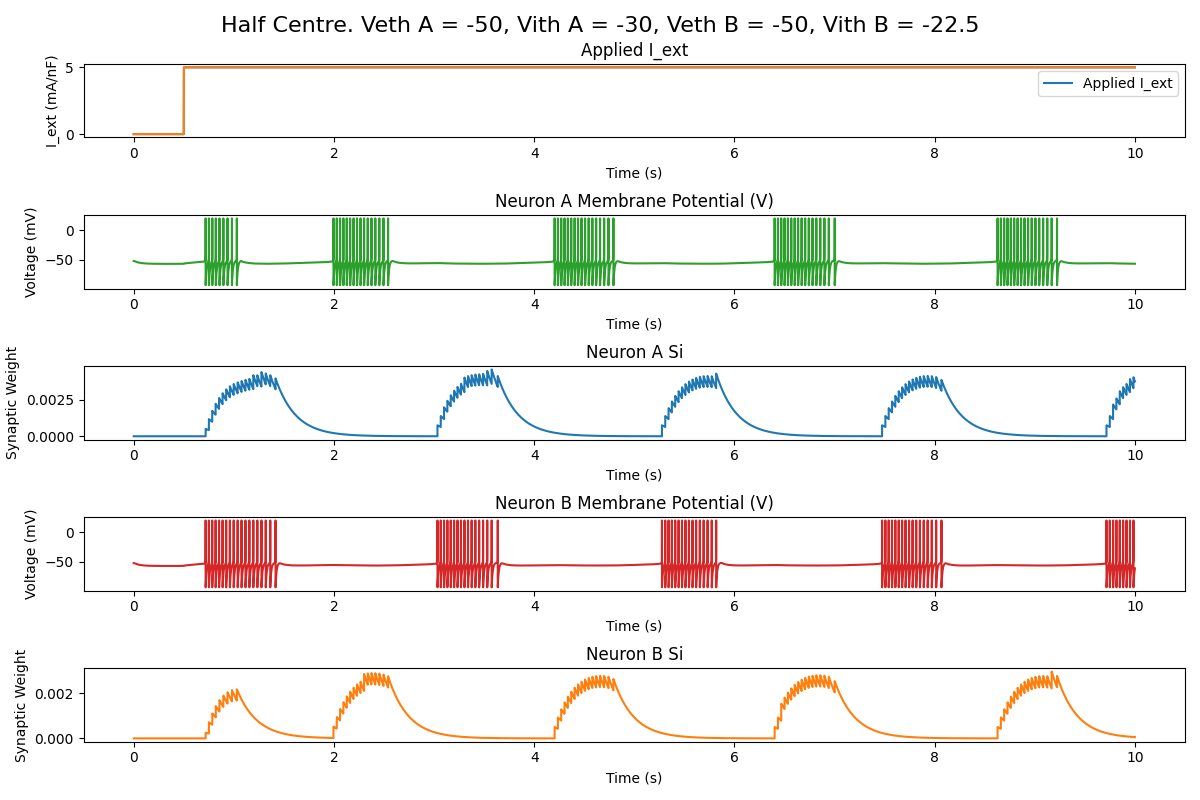 Half Centre. Veth A = -50, Vith A = -30, Veth B = -50, Vith B = -22.5
Applied I_ext
I_ext (mA/nF)
5
0
Applied I_ext
0 2 4 6 8 10
Time (s)
Neuron A Membrane Potential (V)
Voltage (mV)
0
−50
0 2 4 6 8 10
Time (s)
Neuron A Si
Synaptic Weight
0.0025
0.0000
0 2 4 6 8 10
Time (s)
Neuron B Membrane Potential (V)
Voltage (mV)
0
−50
0 2 4 6 8 10
Time (s)
Neuron B Si
Synaptic Weight
0.002
0.000
0 2 4 6 8 10
Time (s)